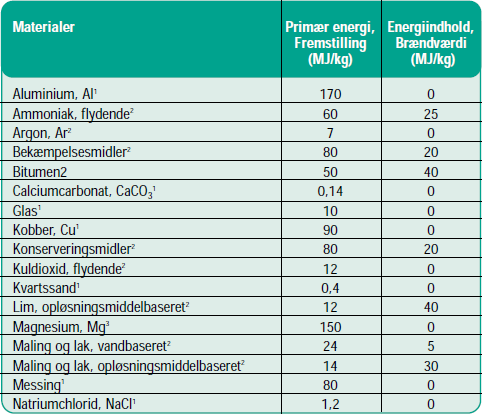 Materialer Primær energi, Energiindhold,
Fremstilling Brændværdi
(MJ/kg) (MJ/kg)
Aluminium, Al¹ 170 0
Ammoniak, flydende² 60 25
Argon, Ar² 7 0
Bekæmpelsesmidler² 80 20
Bitumen2 50 40
Calciumcarbonat, CaCO₃¹ 0,14 0
Glas¹ 10 0
Kobber, Cu¹ 90 0
Konserveringsmidler² 80 20
Kuldioxid, flydende² 12 0
Kvartssand¹ 0,4 0
Lim, opløsningsmiddelbaseret² 12 40
Magnesium, Mg³ 150 0
Maling og lak, vandbaseret² 24 5
Maling og lak, opløsningsmiddelbaseret² 14 30
Messing¹ 80 0
Natriumchlorid, NaCl¹ 1,2 0